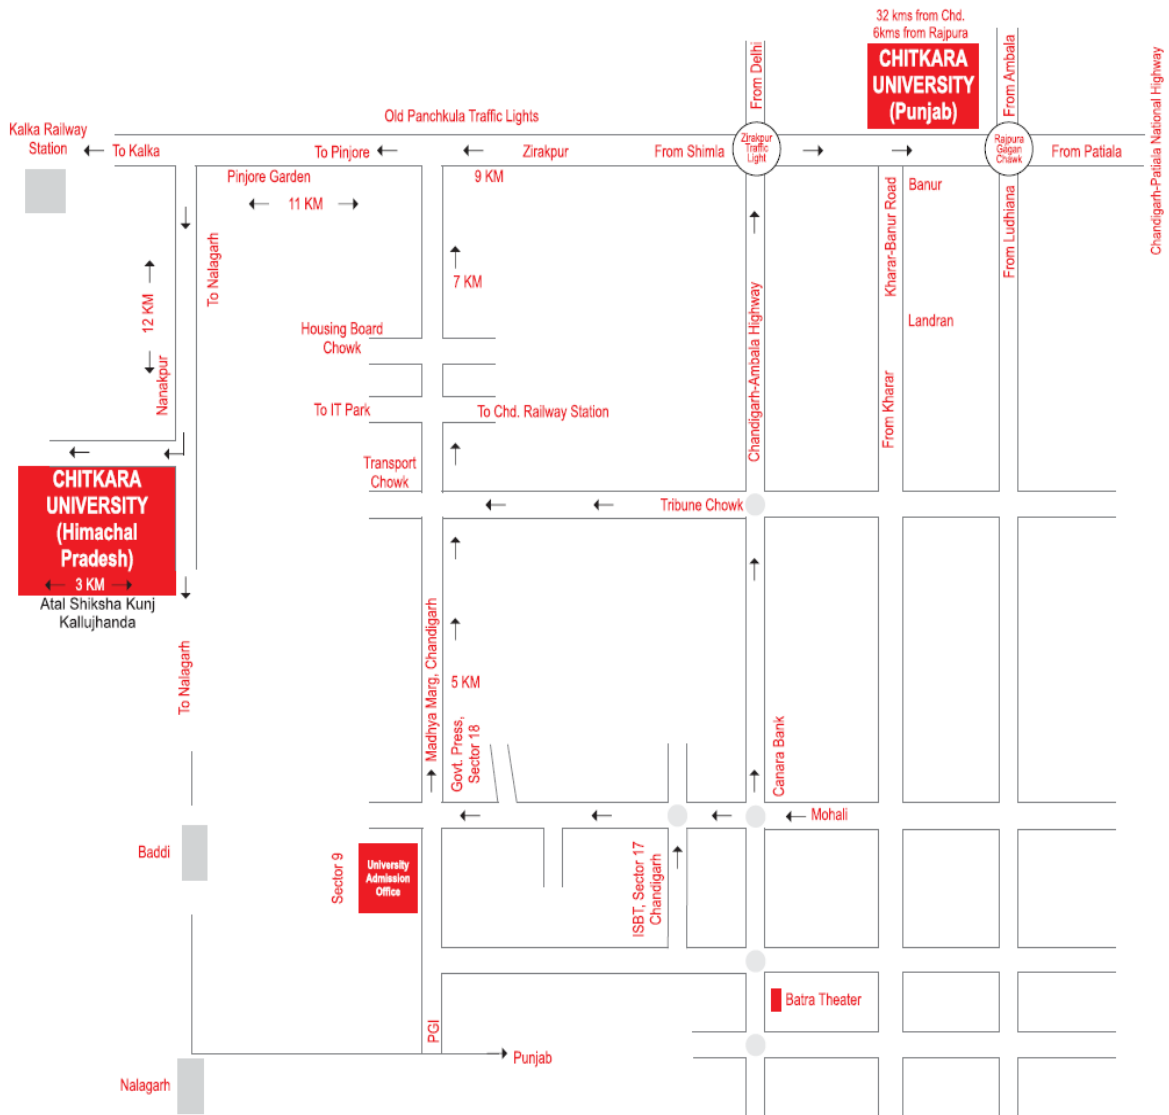 32 kms from Chd.
6kms from Rajpura
CHITKARA
UNIVERSITY
(Punjab)
From Delhi
From Ambala
Chandigarh-Patiala National Highway
Old Panchkula Traffic Lights
Kalka Railway
Station
To Kalka
To Pinjore
Zirakpur
From Shimla
Zirakpur
Traffic
Light
Rajpura
Gagan
Chawk
From Patiala
Pinjore Garden
11 KM
9 KM
Banur
Kharar-Banur Road
From Ludhiana
To Nalagarh
12 KM
7 KM
Chandigarh-Ambala Highway
Landran
Housing Board
Chowk
Nanakpur
From Kharar
To IT Park
To Chd. Railway Station
Transport
Chowk
Tribune Chowk
CHITKARA
UNIVERSITY
(Himachal
Pradesh)
3 KM
Atal Shiksha Kunj
Kallujhanda
To Nalagarh
Madhya Marg, Chandigarh
5 KM
Govt. Press,
Sector 18
Canara Bank
Mohali
Baddi
Sector 9
University
Admission
Office
ISBT, Sector 17
Chandigarh
Batra Theater
PGI
Punjab
Nalagarh